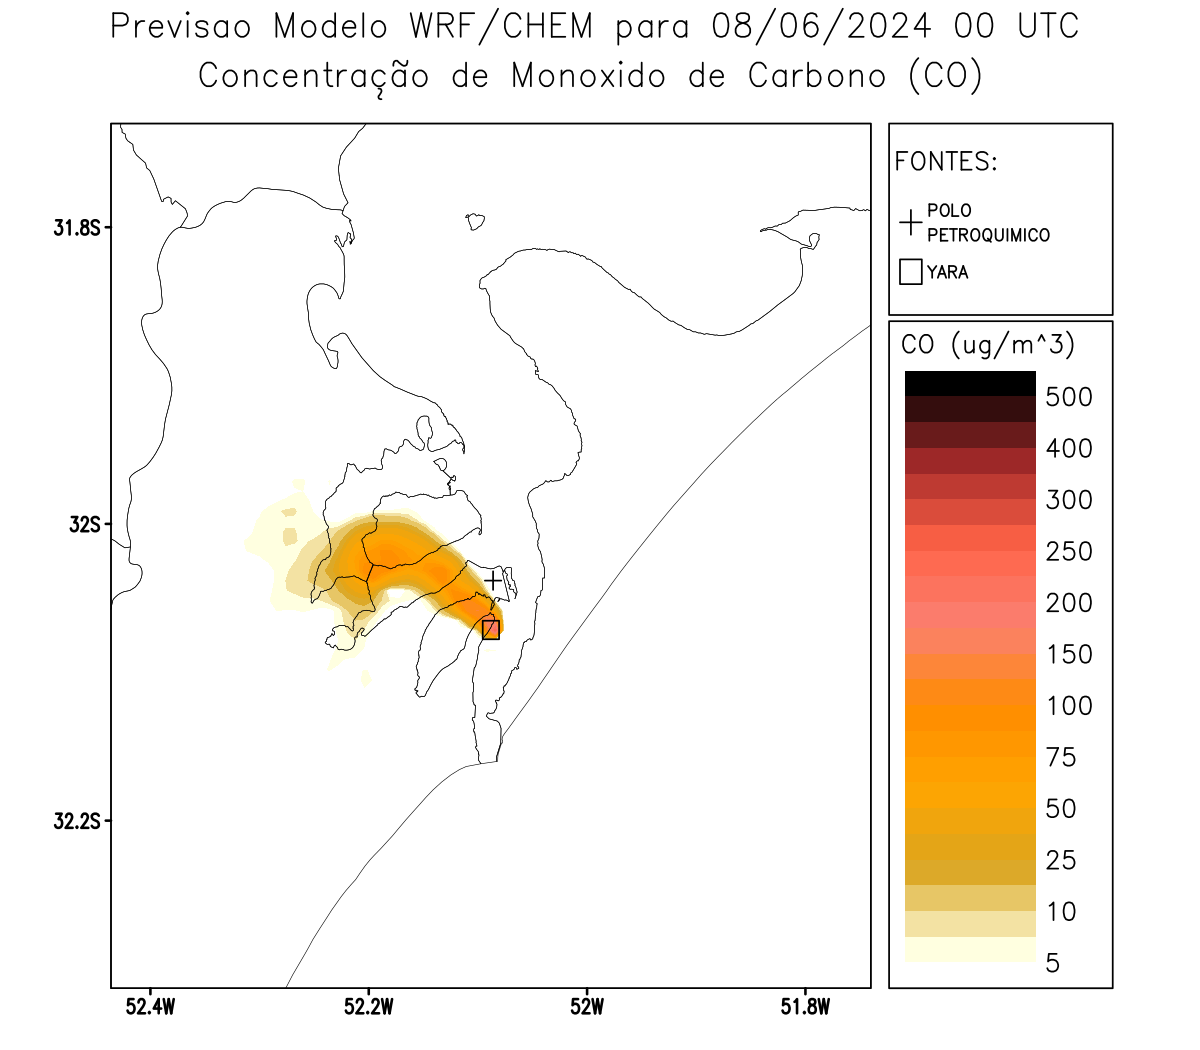 Previsao Modelo WRF/CHEM para 08/06/2024 00 UTC
Concentração de Monoxido de Carbono (CO)
FONTES:
POLO
PETROQUIMICO
YARA
CO (ug/m^3)
500
400
300
250
200
150
100
75
50
25
10
5
31.8S
32S
32.2S
52.4W
52.2W
52W
51.8W